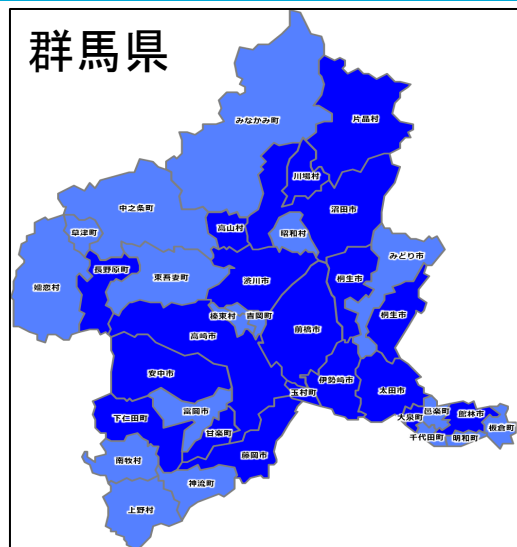 群馬県
みなかみ町
片品村
川場村
中之条町
沼田市
草津町
高山村
昭和村
みどり市
長野原町
東吾妻町
渋川市
桐生市
嬬恋村
榛東村
吉岡町
桐生市
前橋市
高崎市
安中市
伊勢崎市
玉村町
太田市
富岡市
下仁田町
甘楽町
大泉町
邑楽町
館林市
板倉町
千代田町
明和町
藤岡市
南牧村
神流町
上野村